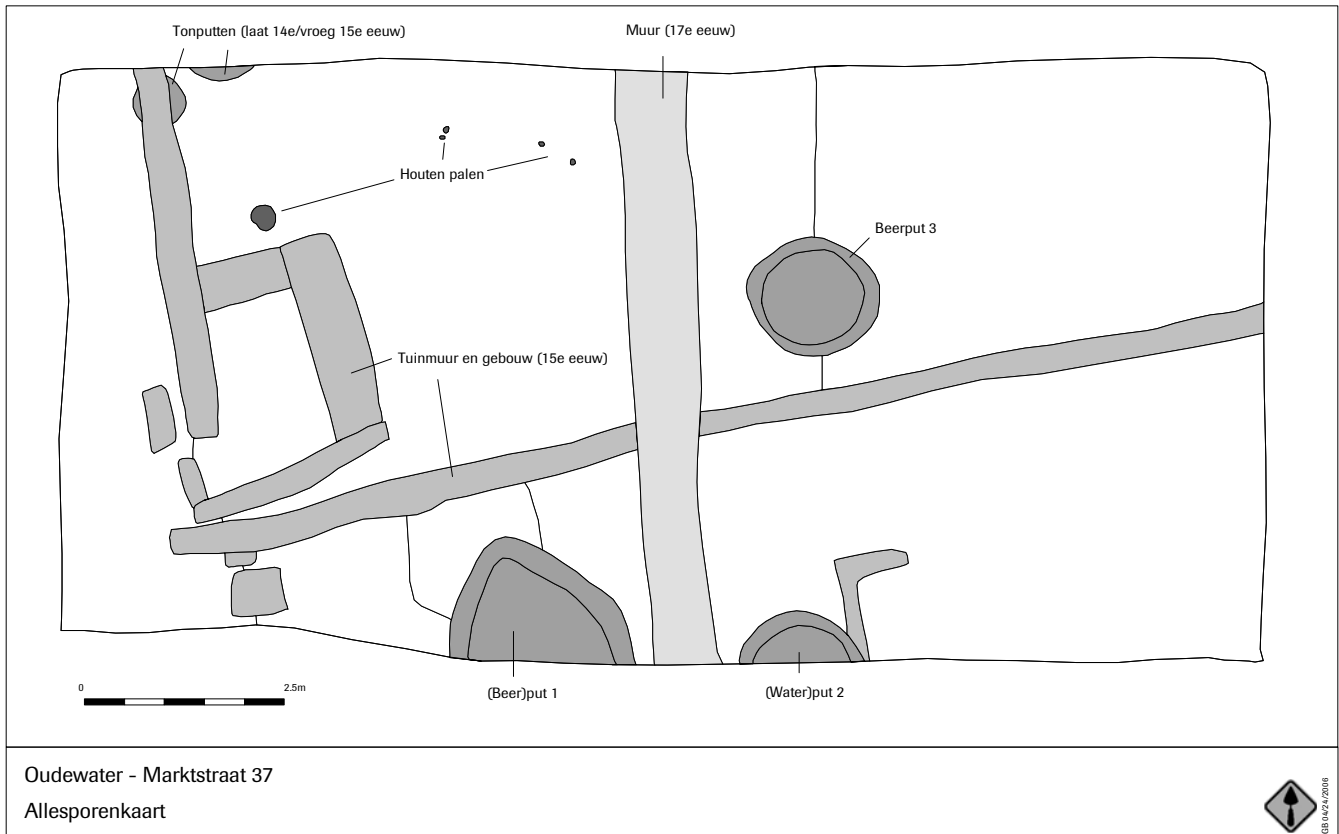 Tonputten (laat 14e/vroeg 15e eeuw)
Muur (17e eeuw)
Houten palen
Beerput 3
Tuinmuur en gebouw (15e eeuw)
0
2.5m
(Beer)put 1
(Water)put 2
Oudewater - Marktstraat 37
Allesporenkaart
GB 04/24/2006